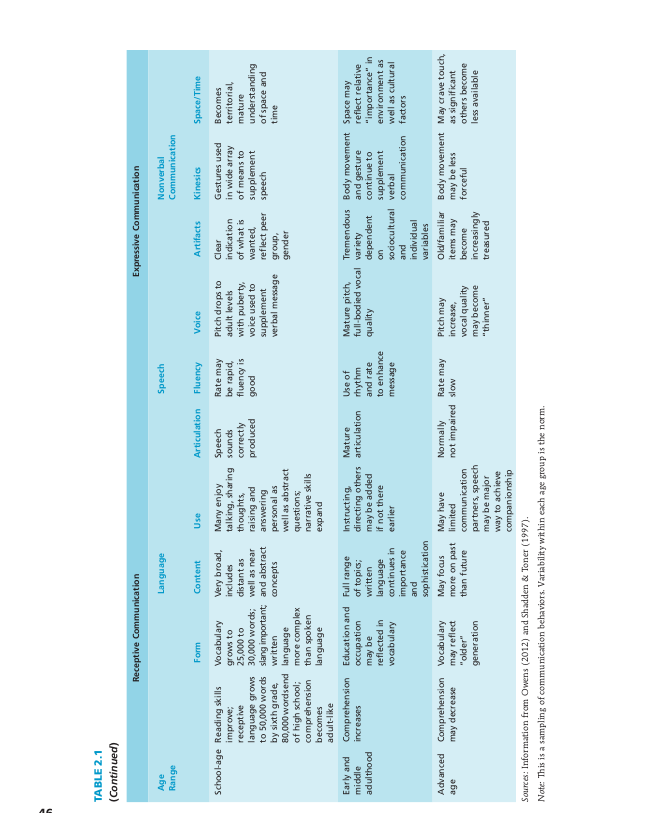 46
TABLE 2.1
(Continued)
Receptive Communication
Expressive Communication
Language
Speech
Nonverbal
Communication
Age
Range
Form
Content
Use
Articulation
Fluency
Voice
Artifacts
Kinesics
Space/Time
School-age
Reading skills
improve;
receptive
language grows
to 50,000 words
by sixth grade,
80,000 wordsend
of high school;
comprehension
becomes
adult-like
Vocabulary
grows to
25,000 to
30,000 words;
slang important;
written
language
more complex
than spoken
language
Very broad,
includes
distant as
well as near
and abstract
concepts
Many enjoy
talking, sharing
thoughts,
raising and
answering
personal as
well as abstract
questions;
narrative skills
expand
Speech
sounds
correctly
produced
Rate may
be rapid,
fluency is
good
Pitch drops to
adult levels
with puberty,
voice used to
supplement
verbal message
Clear
indication
of what is
wanted,
reflect peer
group,
gender
Gestures used
in wide array
of means to
supplement
speech
Becomes
territorial,
mature
understanding
of space and
time
Early and
middle
adulthood
Comprehension
increases
Education and
occupation
may be
reflected in
vocabulary
Full range
of topics;
written
language
continues in
importance
and
sophistication
Instructing,
directing others
may be added
if not there
earlier
Mature
articulation
Use of
rhythm
and rate
to enhance
message
Mature pitch,
full-bodied vocal
quality
Tremendous
variety
dependent
on
sociocultural
and
individual
variables
Body movement
and gesture
continue to
supplement
verbal
communication
Space may
reflect relative
“importance” in
environment as
well as cultural
factors
Advanced
age
Comprehension
may decrease
Vocabulary
may reflect
“older”
generation
May focus
more on past
than future
May have
limited
communication
partners, speech
may be major
way to achieve
companionship
Normally
not impaired
Rate may
slow
Pitch may
increase,
vocal quality
may become
“thinner”
Old/familiar
items may
become
increasingly
treasured
Body movement
may be less
forceful
May crave touch,
as significant
others become
less available
Sources: Information from Owens (2012) and Shadden & Toner (1997).
Note: This is a sampling of communication behaviors. Variability within each age group is the norm.